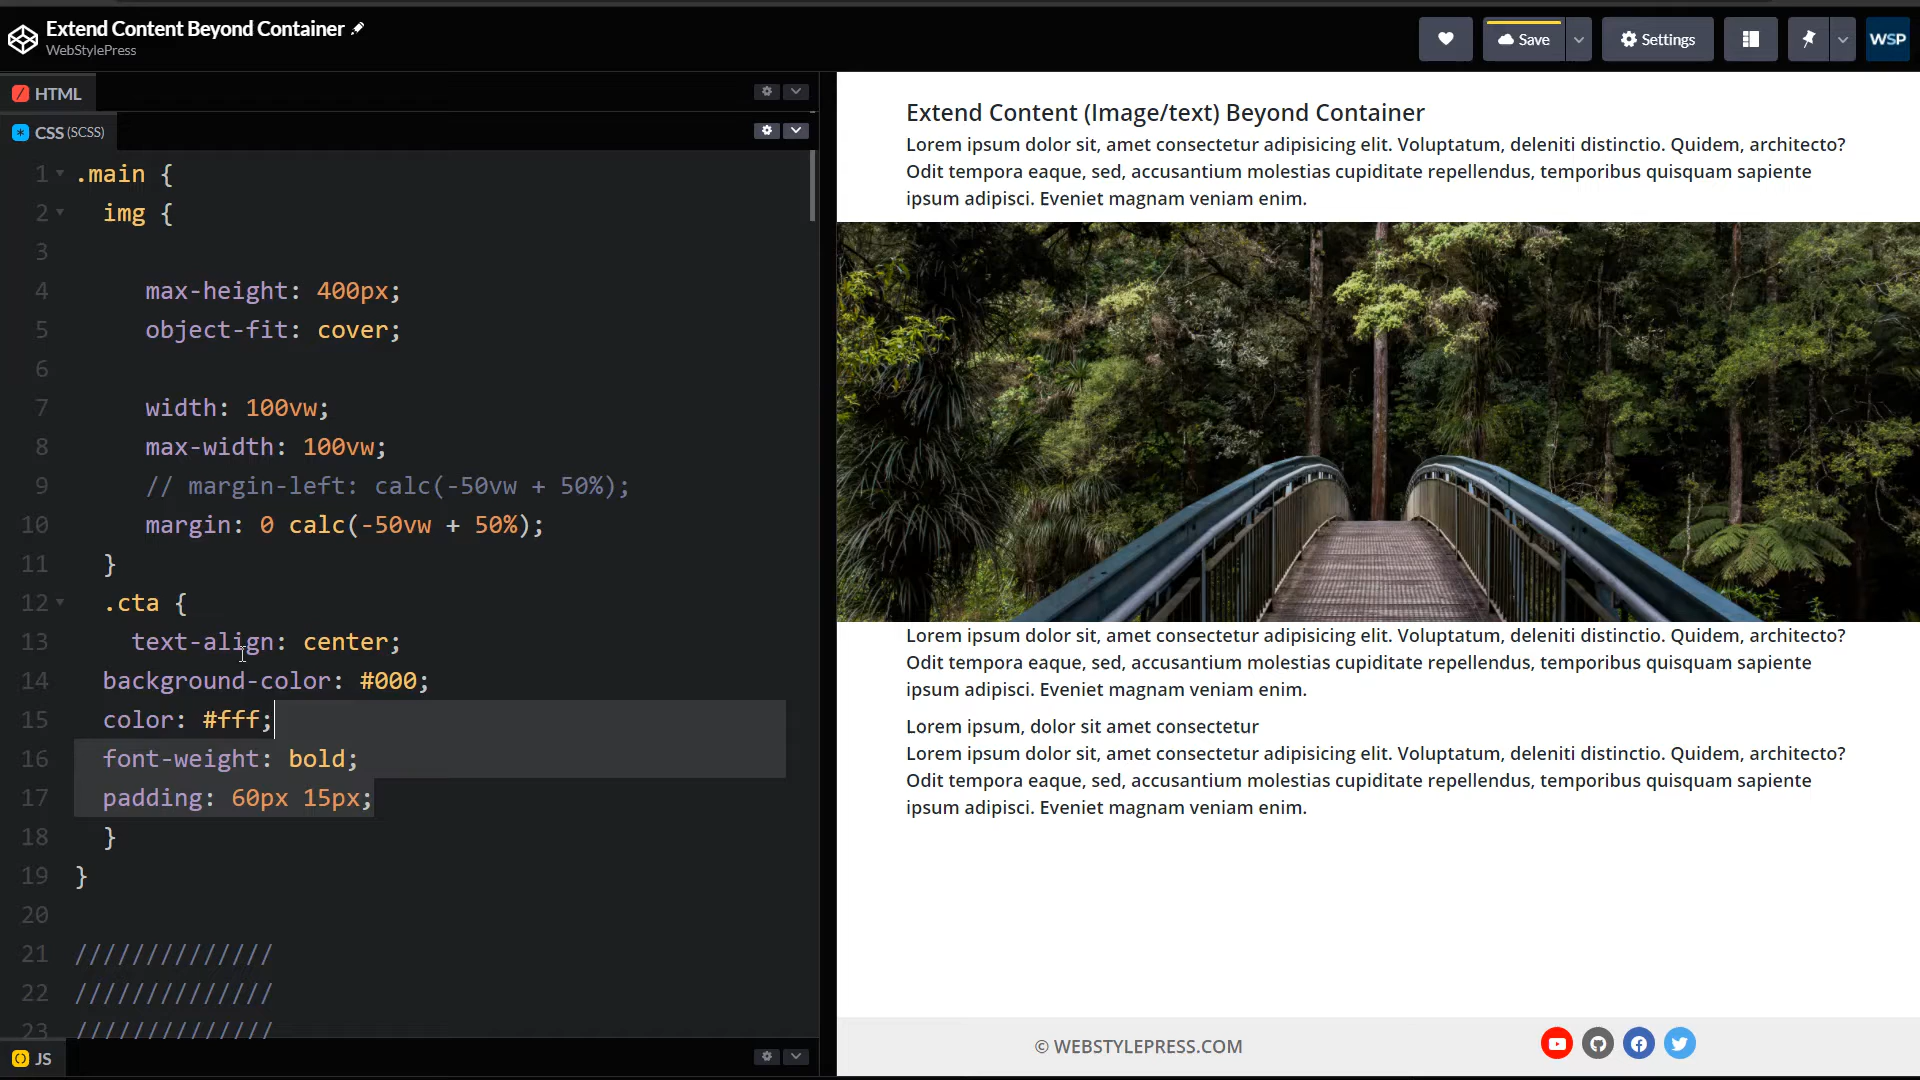 Extend Content Beyond Container
WebStylePress
Save
Settings
WSP
HTML
CSS (SCSS)
1 .main {
2 img {
3
4 max-height: 400px;
5 object-fit: cover;
6
7 width: 100vw;
8 max-width: 100vw;
9 // margin-left: calc(-50vw + 50%);
10 margin: 0 calc(-50vw + 50%);
11 }
12 .cta {
13 text-align: center;
14 background-color: #000;
15 color: #fff;
16 font-weight: bold;
17 padding: 60px 15px;
18 }
19 }
20
21 //////////////
22 //////////////
23 //////////////
JS
Extend Content (Image/text) Beyond Container
Lorem ipsum dolor sit, amet consectetur adipisicing elit. Voluptatum, deleniti distinctio. Quidem, architecto?
Odit tempora eaque, sed, accusantium molestias cupiditate repellendus, temporibus quisquam sapiente
ipsum adipisci. Eveniet magnam veniam enim.
Lorem ipsum dolor sit, amet consectetur adipisicing elit. Voluptatum, deleniti distinctio. Quidem, architecto?
Odit tempora eaque, sed, accusantium molestias cupiditate repellendus, temporibus quisquam sapiente
ipsum adipisci. Eveniet magnam veniam enim.
Lorem ipsum, dolor sit amet consectetur
Lorem ipsum dolor sit, amet consectetur adipisicing elit. Voluptatum, deleniti distinctio. Quidem, architecto?
Odit tempora eaque, sed, accusantium molestias cupiditate repellendus, temporibus quisquam sapiente
ipsum adipisci. Eveniet magnam veniam enim.
© WEBSTYLEPRESS.COM